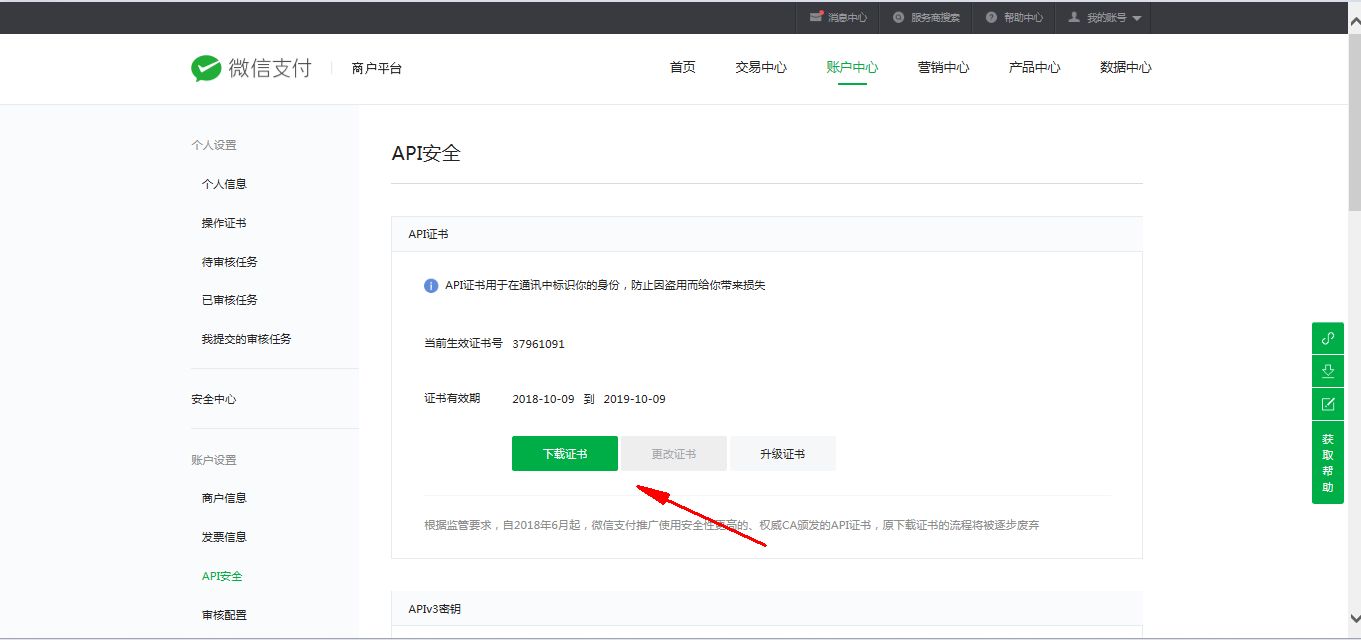 消息中心 服务商搜索 帮助中心 我的账号
微信支付 商户平台 首页 交易中心 账户中心 营销中心 产品中心 数据中心
个人设置
个人信息
操作证书
待审核任务
已审核任务
我提交的审核任务
安全中心
账户设置
商户信息
发票信息
API安全
审核配置
API安全
API证书
API证书用于在通讯中标识你的身份，防止因盗用而给你带来损失
当前生效证书号 37961091
证书有效期 2018-10-09 到 2019-10-09
下载证书 更改证书 升级证书
根据监管要求，自2018年6月起，微信支付推广使用安全性更高的、权威CA颁发的API证书，原下载证书的流程将被逐步废弃
APIv3密钥
获取帮助